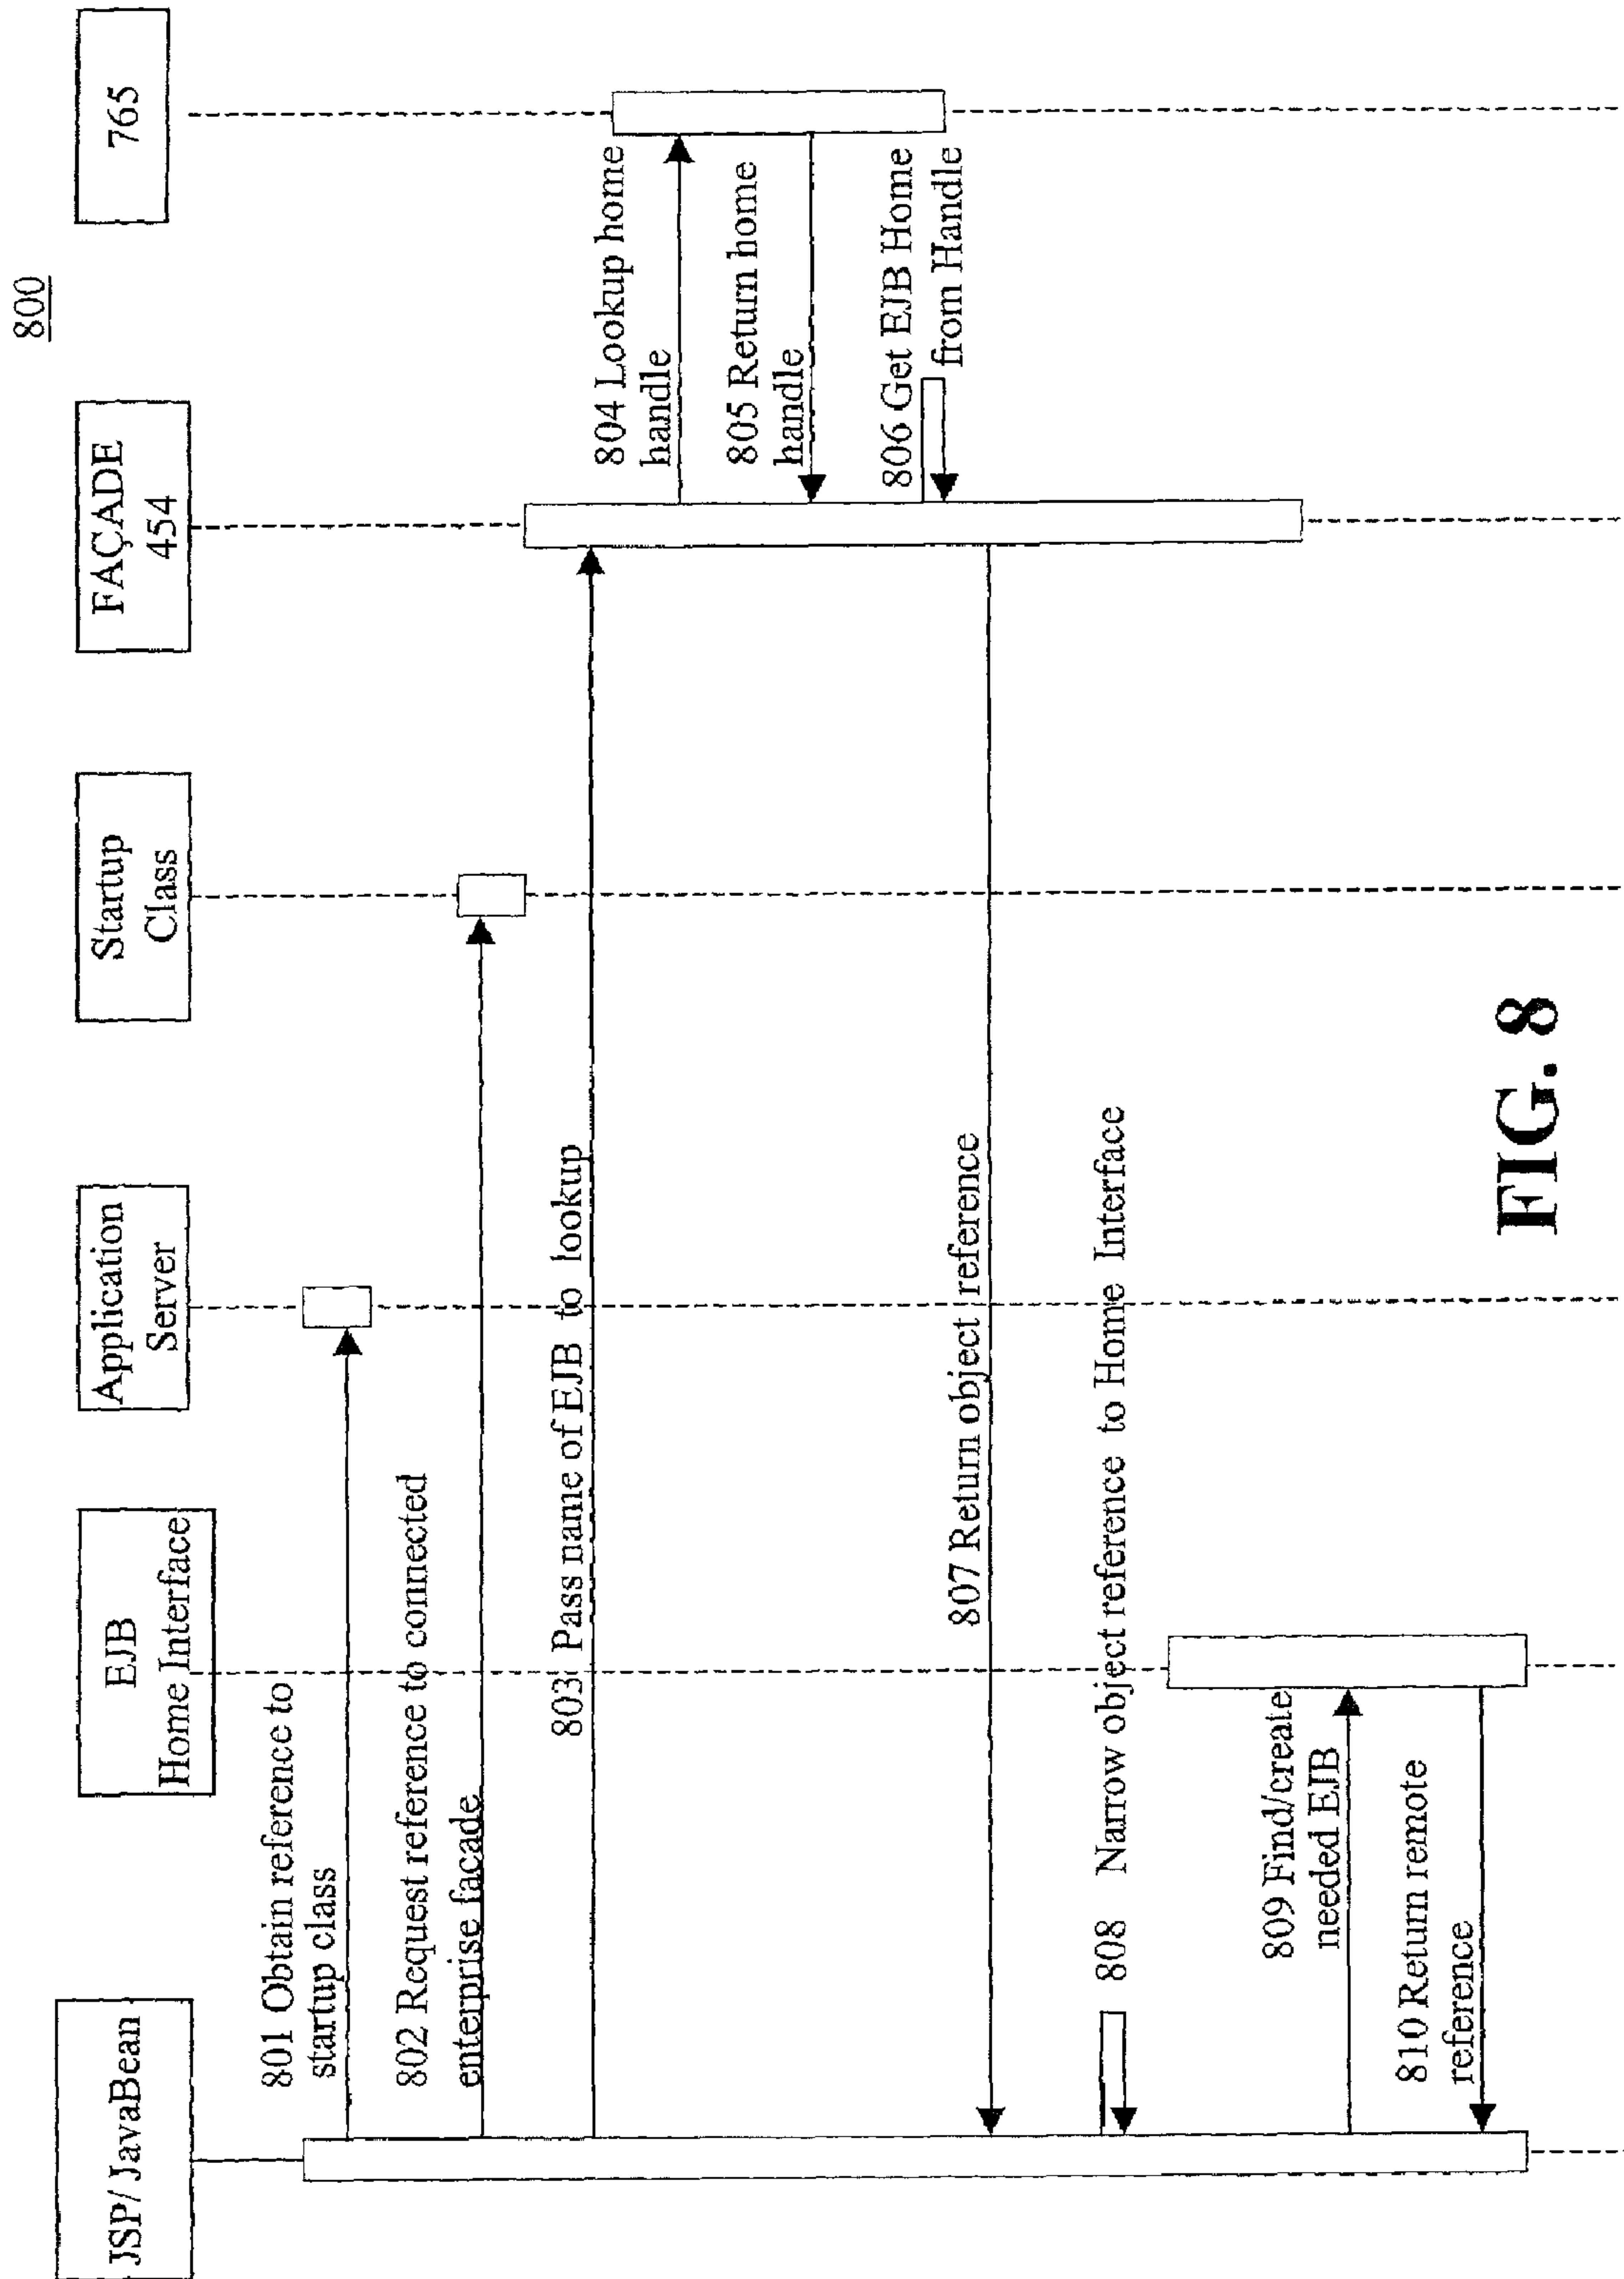 800
JSP/ JavaBean
EJB
Home Interface
Application
Server
Startup
Class
FAÇADE
454
765
801 Obtain reference to
startup class
802 Request reference to connected
enterprise facade
803 Pass name of EJB to lookup
804 Lookup home
handle
805 Return home
handle
806 Get EJB Home
from Handle
807 Return object reference
808 Narrow object reference to Home Interface
809 Find/create
needed EJB
810 Return remote
reference
FIG. 8